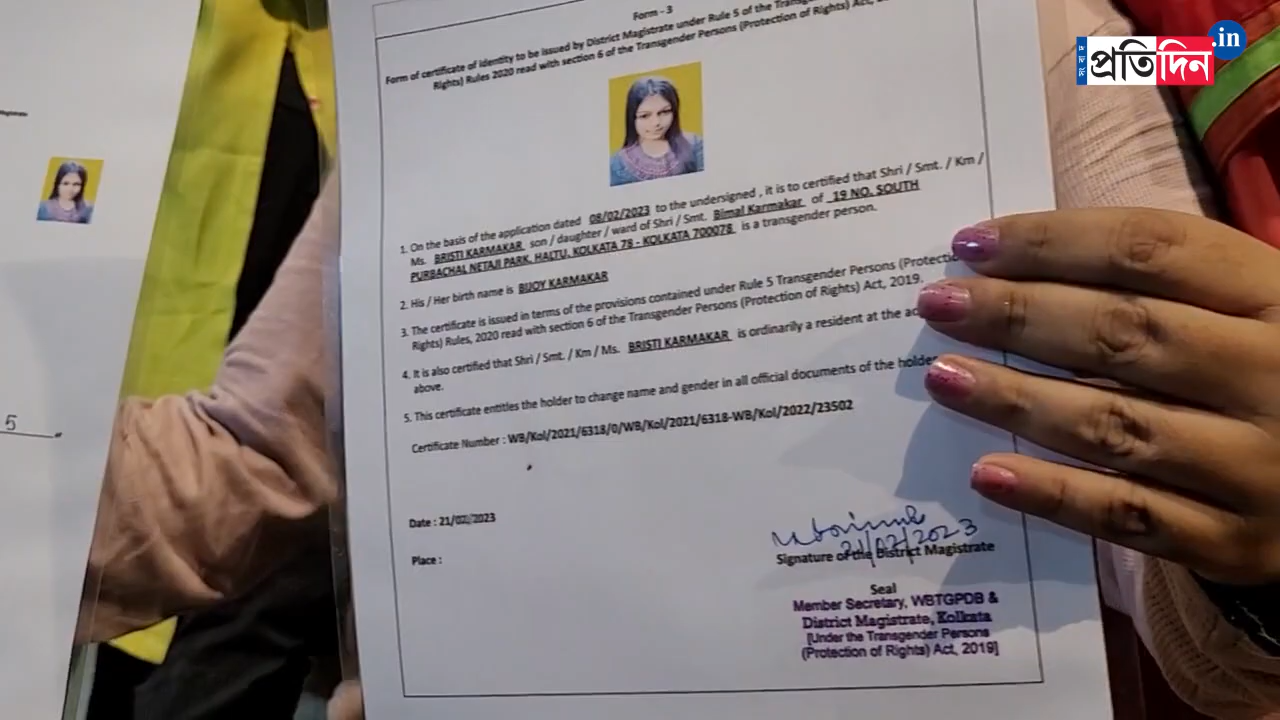 Form - 3
Form of certificate of identity to be issued by District Magistrate under Rule 5 of the Transgender Persons (Protection of
Rights) Rules 2020 read with section 6 of the Transgender Persons (Protection of Rights) Act,
1. On the basis of the application dated 08/02/2023 to the undersigned , it is to certified that Shri / Smt. / Km /
Ms. BRISTI KARMAKAR son / daughter / ward of Shri / Smt. Bimal Karmakar of 19 NO. SOUTH
PURBACHAL NETAJI PARK, HALTU, KOLKATA 78 - KOLKATA 700078 is a transgender person.
2. His / Her birth name is BIJOY KARMAKAR
3. The certificate is issued in terms of the provisions contained under Rule 5 Transgender Persons (Protectio
Rights) Rules, 2020 read with section 6 of the Transgender Persons (Protection of Rights) Act, 2019.
4. It is also certified that Shri / Smt. / Km / Ms. BRISTI KARMAKAR is ordinarily a resident at the
above.
5. This certificate entitles the holder to change name and gender in all official documents of the holder
Certificate Number : WB/Kol/2021/6318/0/WB/Kol/2021/6318-WB/Kol/2022/23502
Date : 21/02/2023
Place :
21/02/2023
Signature of the District Magistrate
Seal
Member Secretary, WBTGPDB &
District Magistrate, Kolkata
[Under the Transgender Persons
(Protection of Rights) Act, 2019]
5
সংবাদ প্রতিদিন.in